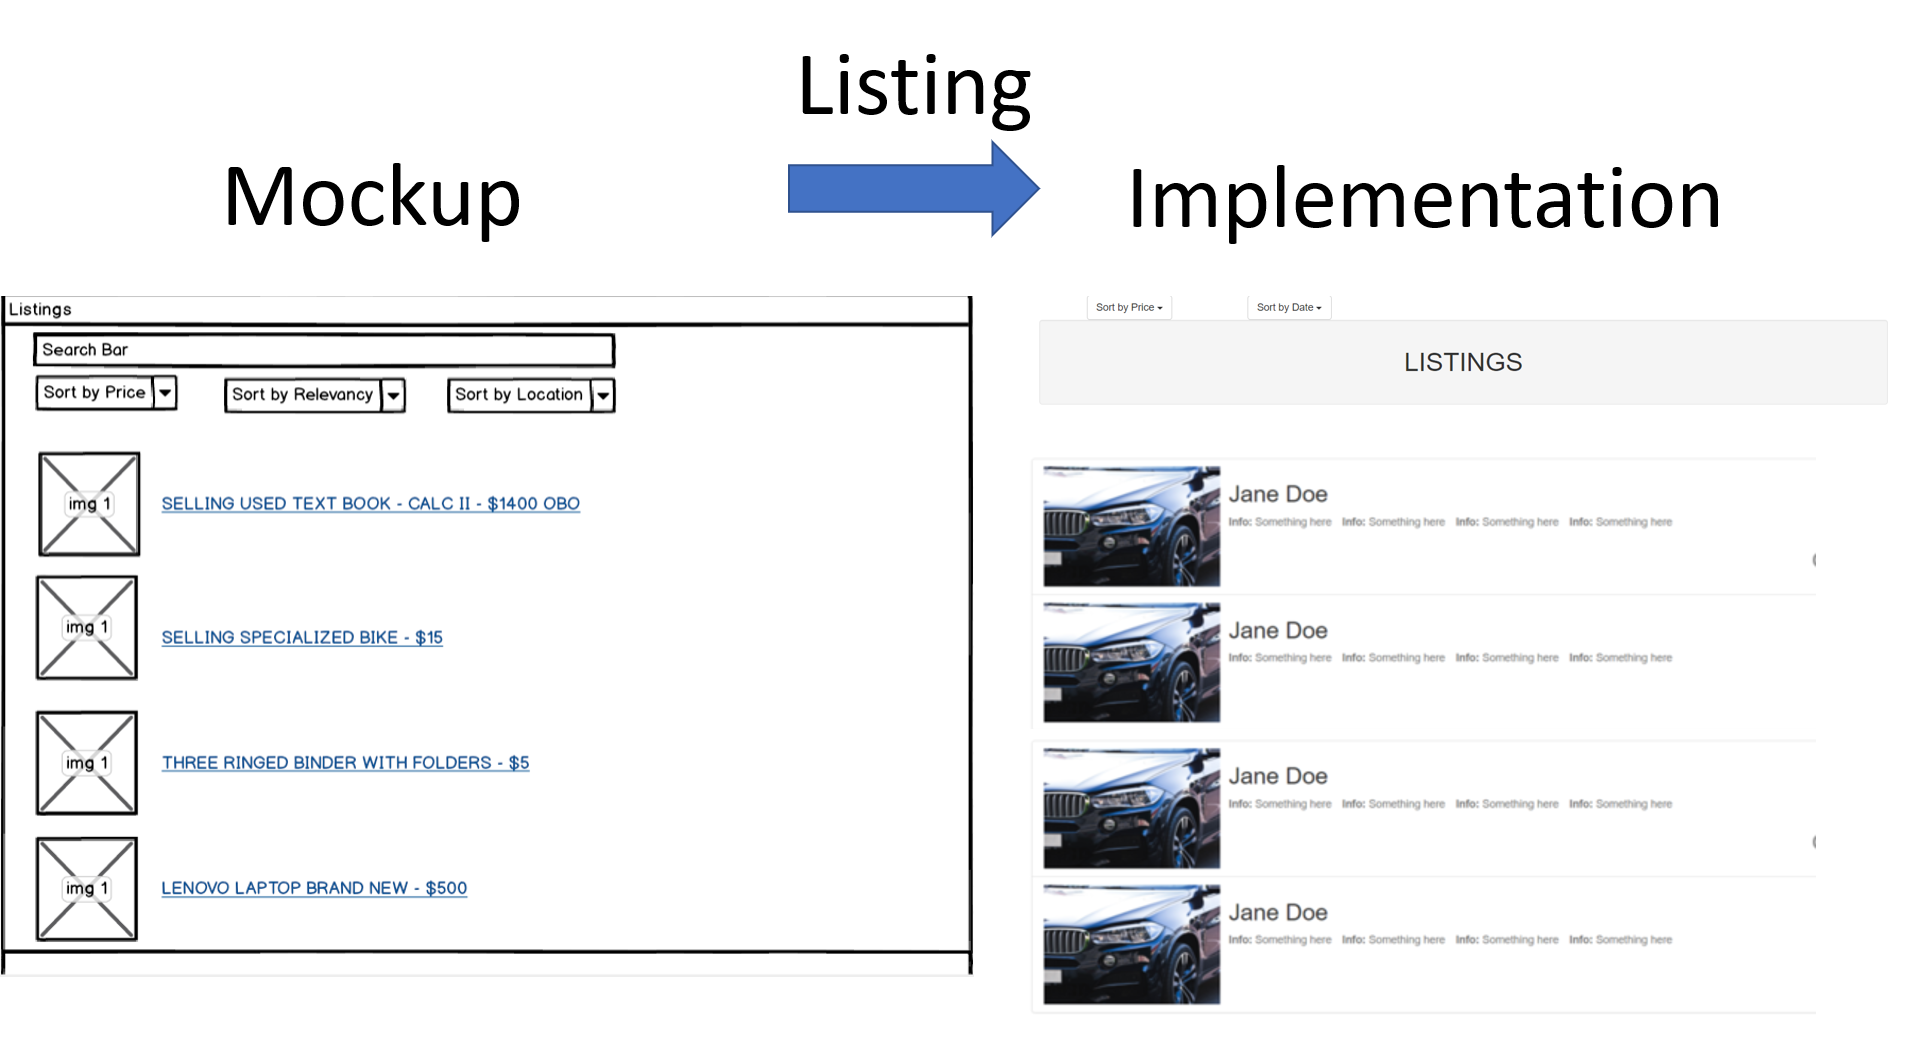 Listing
Mockup
Implementation
Listings
Search Bar
Sort by Price
Sort by Relevancy
Sort by Location
img 1
SELLING USED TEXT BOOK - CALC II - $1400 OBO
img 1
SELLING SPECIALIZED BIKE - $15
img 1
THREE RINGED BINDER WITH FOLDERS - $5
img 1
LENOVO LAPTOP BRAND NEW - $500
Sort by Price
Sort by Date
LISTINGS
Jane Doe
Info: Something here Info: Something here Info: Something here Info: Something here
Jane Doe
Info: Something here Info: Something here Info: Something here Info: Something here
Jane Doe
Info: Something here Info: Something here Info: Something here Info: Something here
Jane Doe
Info: Something here Info: Something here Info: Something here Info: Something here